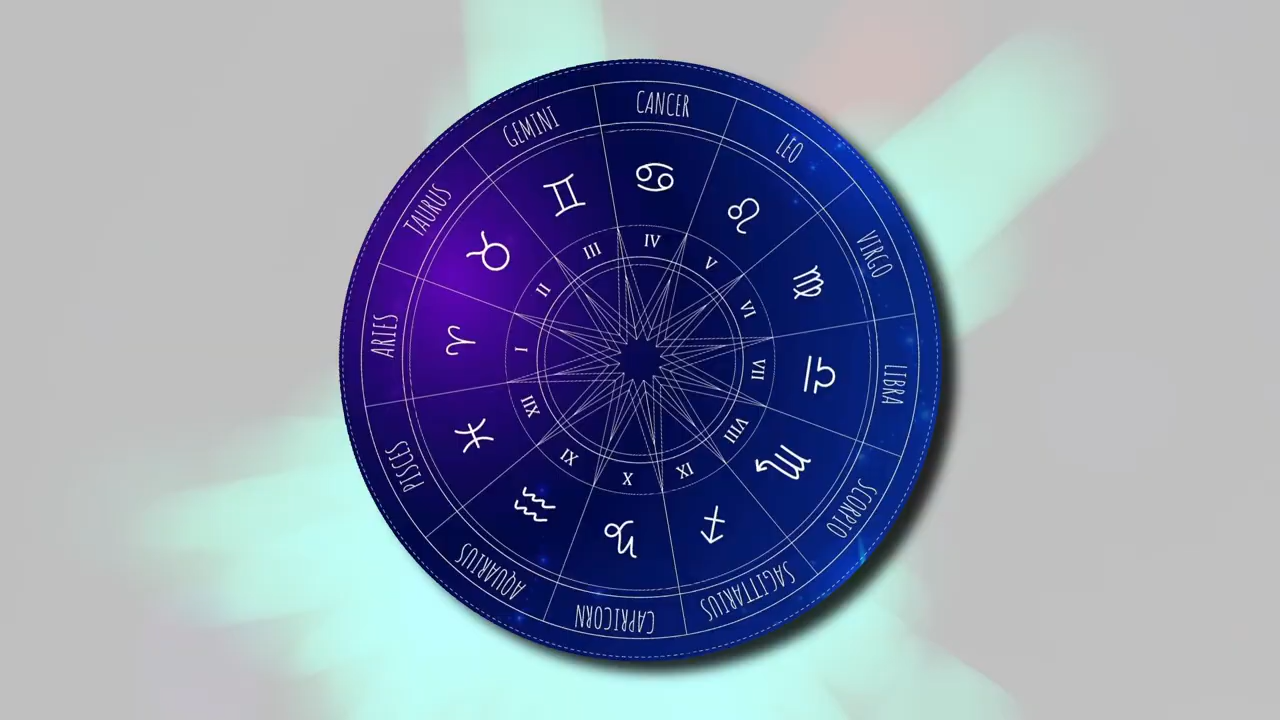 ARIES
TAURUS
GEMINI
CANCER
LEO
VIRGO
LIBRA
SCORPIO
SAGITTARIUS
CAPRICORN
AQUARIUS
PISCES
I
II
III
IV
V
VI
VII
VIII
XI
X
IX
XII